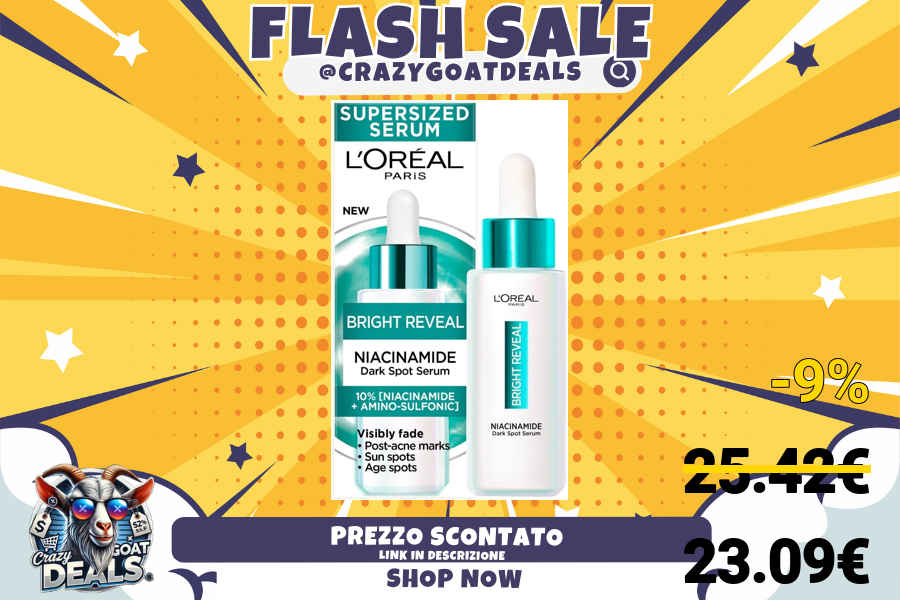 FLASH SALE
@CRAZYGOATDEALS
SUPERSIZED
SERUM
L'ORÉAL
PARIS
NEW
BRIGHT REVEAL
NIACINAMIDE
Dark Spot Serum
10% [NIACINAMIDE
+ AMINO-SULFONIC]
Visibly fade
• Post-acne marks
• Sun spots
• Age spots
L'ORÉAL
PARIS
BRIGHT REVEAL
NIACINAMIDE
Dark Spot Serum
-9%
25.42€
23.09€
PREZZO SCONTATO
LINK IN DESCRIZIONE
SHOP NOW
$
Crazy
GOAT
DEALS